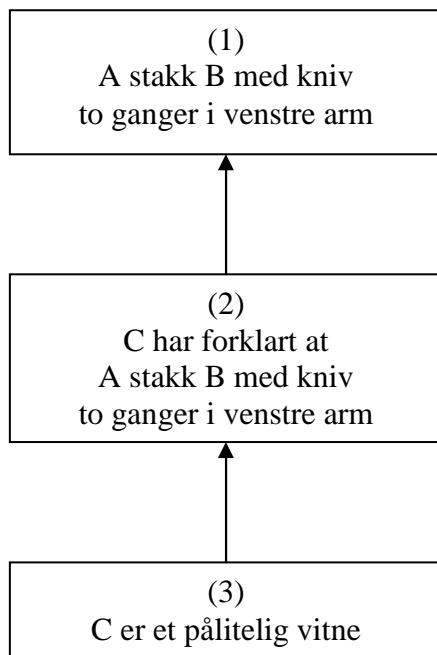 (1)
A stakk B med kniv
to ganger i venstre arm
(2)
C har forklart at
A stakk B med kniv
to ganger i venstre arm
(3)
C er et pålitelig vitne